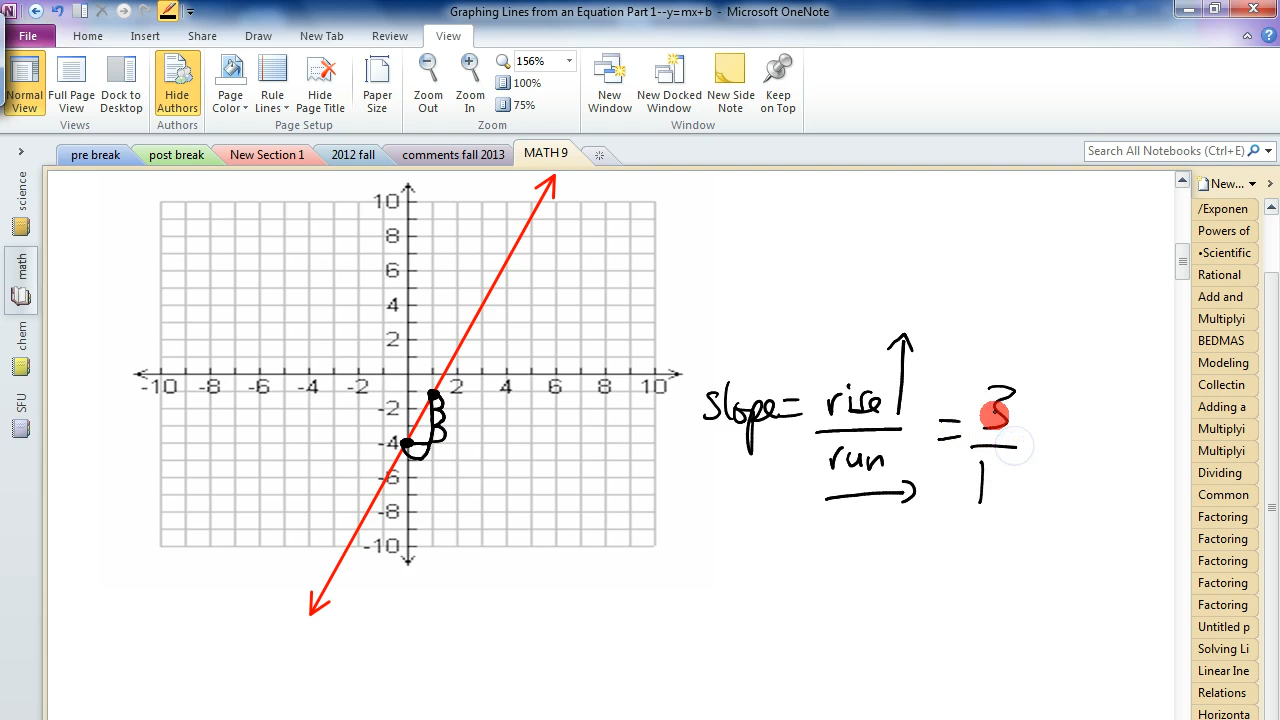 Graphing Lines from an Equation Part 1--y=mx+b - Microsoft OneNote
File Home Insert Share Draw New Tab Review View
Normal View Full Page View Dock to Desktop Hide Authors Page Color Rule Lines Hide Page Title Paper Size Zoom Out Zoom In 156% 100% 75% New Window New Docked Window New Side Note Keep on Top
Views Authors Page Setup Zoom Window
pre break post break New Section 1 2012 fall comments fall 2013 MATH 9 Search All Notebooks (Ctrl+E)
science
math
chem
SFU
10
8
6
4
2
-10 -8 -6 -4 -2 2 4 6 8 10
-2
-4
-6
-8
-10
slope = rise = 3
run 1
New...
/Exponen
Powers of
•Scientific
Rational
Add and
Multiplyi
BEDMAS
Modeling
Collectin
Adding a
Multiplyi
Multiplyi
Dividing
Common
Factoring
Factoring
Factoring
Factoring
Factoring
Untitled p
Solving Li
Linear Ine
Relations
Horizonta